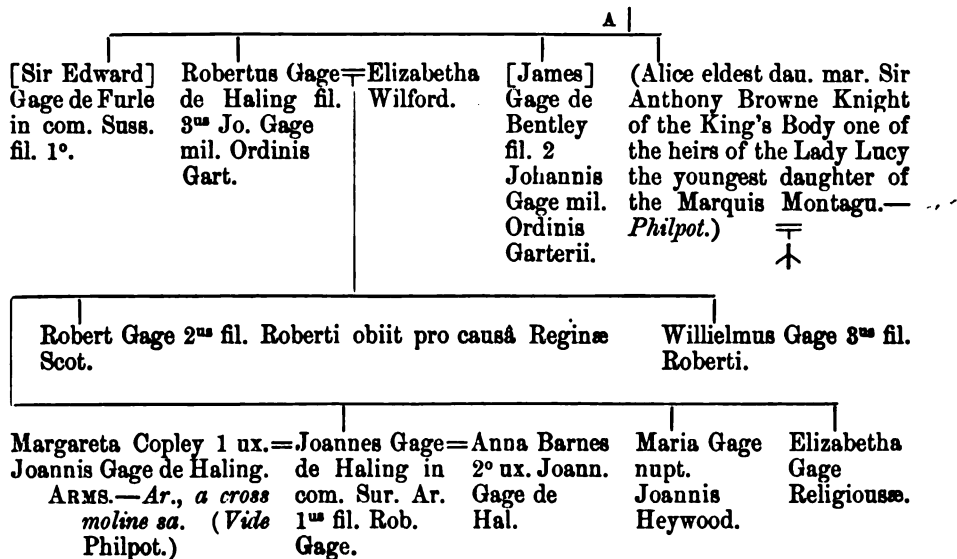 A
[Sir Edward]
Gage de Furle
in com. Suss.
fil. 1º.
Robertus Gage
de Haling fil.
3ᵘˢ Jo. Gage
mil. Ordinis
Gart.
Elizabetha
Wilford.
[James]
Gage de
Bentley
fil. 2
Johannis
Gage mil.
Ordinis
Garterii.
(Alice eldest dau. mar. Sir
Anthony Browne Knight
of the King's Body one of
the heirs of the Lady Lucy
the youngest daughter of
the Marquis Montagu.—
Philpot.)
Robert Gage 2ᵘˢ fil. Roberti obiit pro causâ Reginæ
Scot.
Willielmus Gage 3ᵘˢ fil.
Roberti.
Margareta Copley 1 ux.=
Joannis Gage de Haling.
ARMS.—Ar., a cross
moline sa. (Vide
Philpot.)
Joannes Gage=
de Haling in
com. Sur. Ar.
1ᵘˢ fil. Rob.
Gage.
Anna Barnes
2º ux. Joann.
Gage de
Hal.
Maria Gage
nupt.
Joannis
Heywood.
Elizabetha
Gage
Religiousæ.